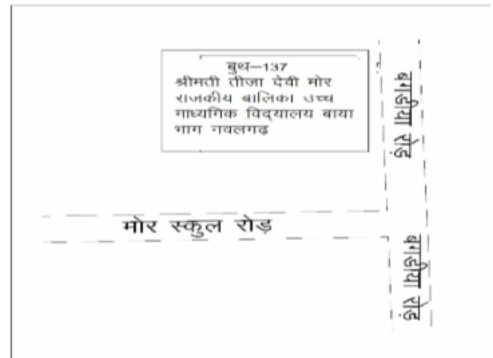 बुथ–137
श्रीमती तीजा देवी मोर
राजकीय बालिका उच्च
माध्यमिक विद्यालय बाया
भाग नवलगढ़
बगडीया रोड़
मोर स्कुल रोड़
बगडीया रोड़